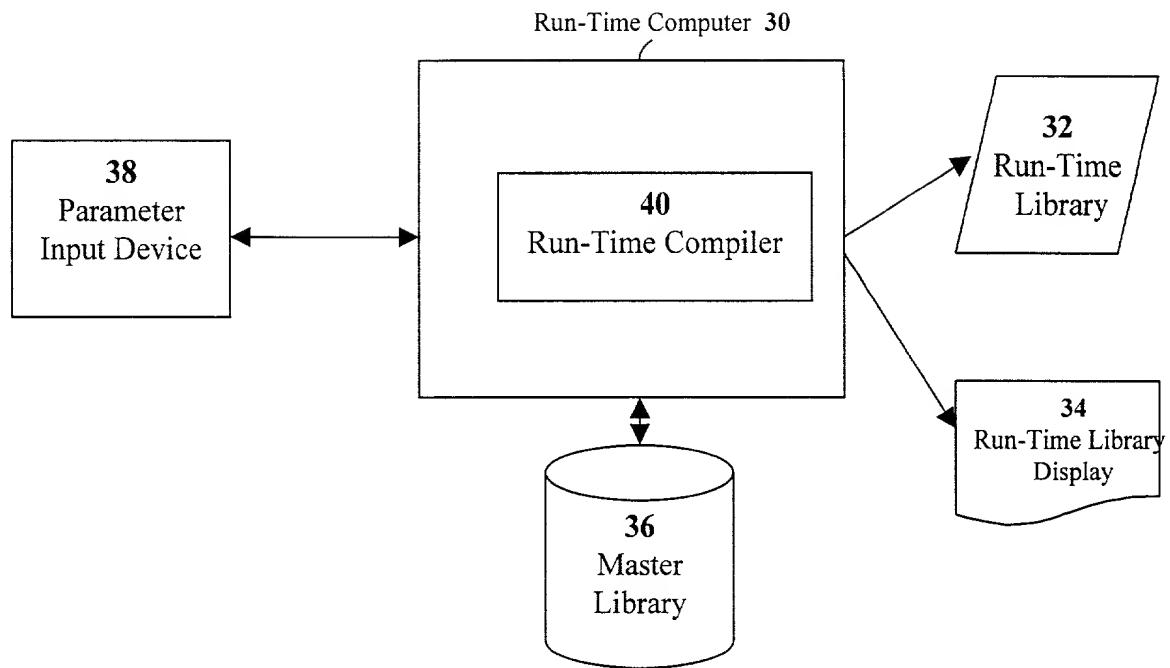 Run-Time Computer 30
38
Parameter
Input Device
40
Run-Time Compiler
32
Run-Time
Library
34
Run-Time Library
Display
36
Master
Library